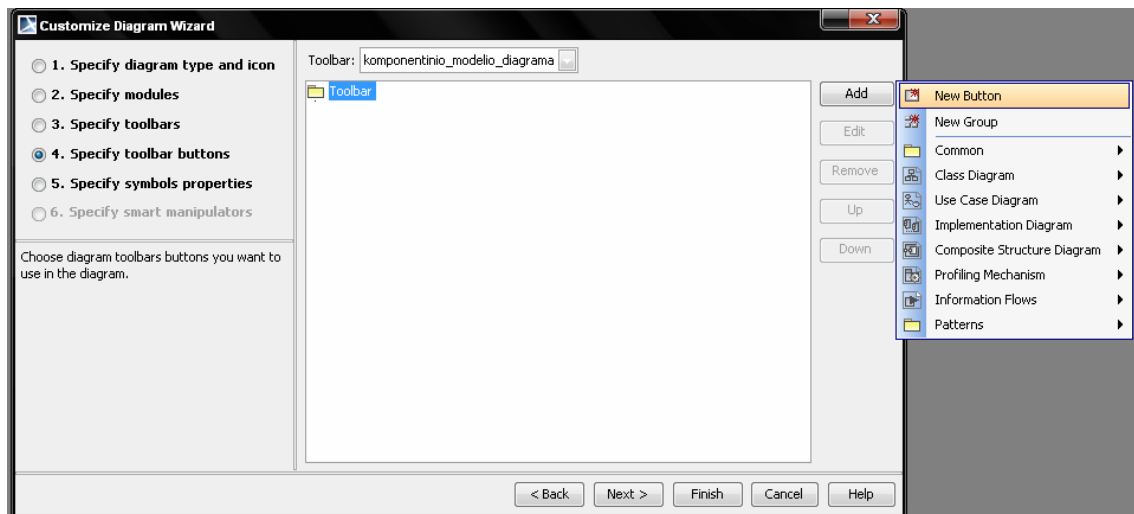 Customize Diagram Wizard
1. Specify diagram type and icon
2. Specify modules
3. Specify toolbars
4. Specify toolbar buttons
5. Specify symbols properties
6. Specify smart manipulators
Choose diagram toolbars buttons you want to
use in the diagram.
Toolbar: komponentinio_modelio_diagrama
Toolbar
Add
Edit
Remove
Up
Down
New Button
New Group
Common
Class Diagram
Use Case Diagram
Implementation Diagram
Composite Structure Diagram
Profiling Mechanism
Information Flows
Patterns
< Back
Next >
Finish
Cancel
Help